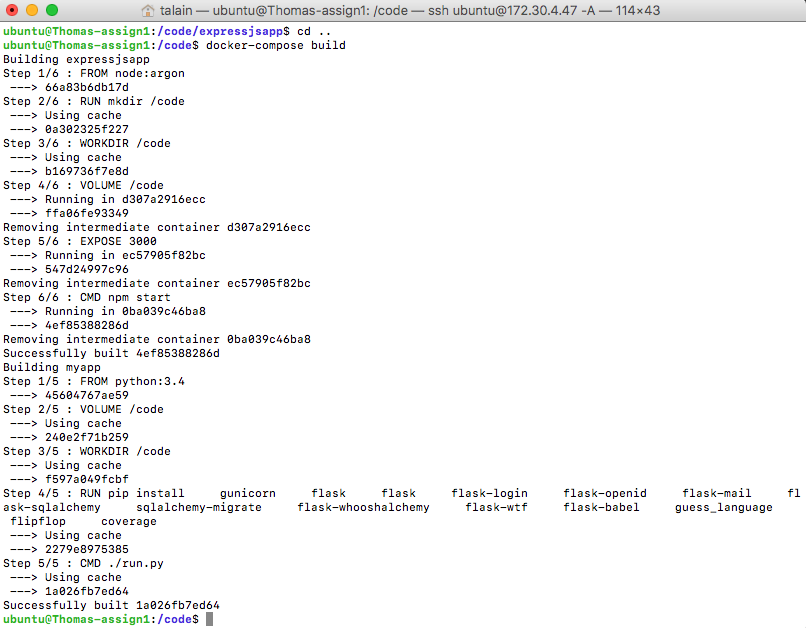 talain — ubuntu@Thomas-assign1: /code — ssh ubuntu@172.30.4.47 -A — 114×43
ubuntu@Thomas-assign1:/code/expressjsapp$ cd ..
ubuntu@Thomas-assign1:/code$ docker-compose build
Building expressjsapp
Step 1/6 : FROM node:argon
 ---> 66a83b6db17d
Step 2/6 : RUN mkdir /code
 ---> Using cache
 ---> 0a302325f227
Step 3/6 : WORKDIR /code
 ---> Using cache
 ---> b169736f7e8d
Step 4/6 : VOLUME /code
 ---> Running in d307a2916ecc
 ---> ffa06fe93349
Removing intermediate container d307a2916ecc
Step 5/6 : EXPOSE 3000
 ---> Running in ec57905f82bc
 ---> 547d24997c96
Removing intermediate container ec57905f82bc
Step 6/6 : CMD npm start
 ---> Running in 0ba039c46ba8
 ---> 4ef85388286d
Removing intermediate container 0ba039c46ba8
Successfully built 4ef85388286d
Building myapp
Step 1/5 : FROM python:3.4
 ---> 45604767ae59
Step 2/5 : VOLUME /code
 ---> Using cache
 ---> 240e2f71b259
Step 3/5 : WORKDIR /code
 ---> Using cache
 ---> f597a049fcbf
Step 4/5 : RUN pip install     gunicorn     flask     flask     flask-login     flask-openid     flask-mail     fl
ask-sqlalchemy     sqlalchemy-migrate     flask-whooshalchemy     flask-wtf     flask-babel     guess_language
 flipflop     coverage
 ---> Using cache
 ---> 2279e8975385
Step 5/5 : CMD ./run.py
 ---> Using cache
 ---> 1a026fb7ed64
Successfully built 1a026fb7ed64
ubuntu@Thomas-assign1:/code$